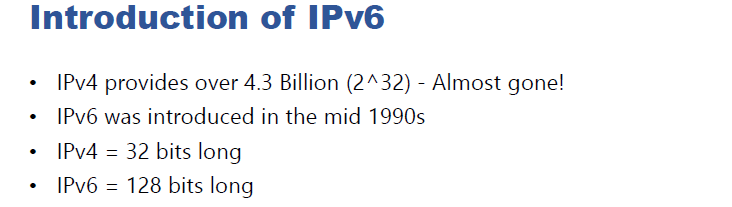 Introduction of IPv6
• IPv4 provides over 4.3 Billion (2^32) - Almost gone!
• IPv6 was introduced in the mid 1990s
• IPv4 = 32 bits long
• IPv6 = 128 bits long